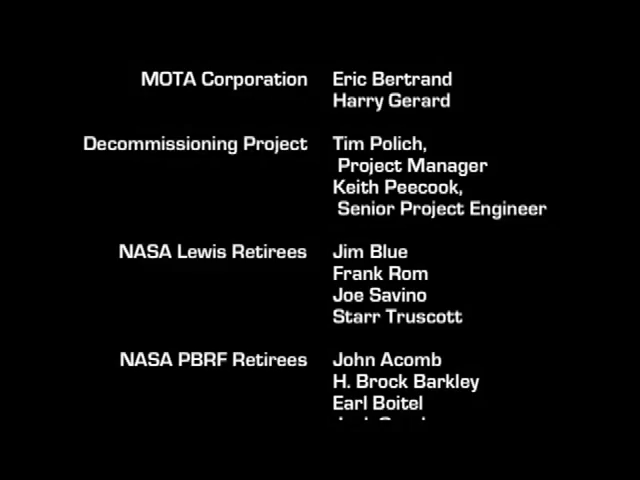 MOTA Corporation Eric Bertrand
Harry Gerard
Decommissioning Project Tim Polich,
Project Manager
Keith Peecook,
Senior Project Engineer
NASA Lewis Retirees Jim Blue
Frank Rom
Joe Savino
Starr Truscott
NASA PBRF Retirees John Acomb
H. Brock Barkley
Earl Boitel